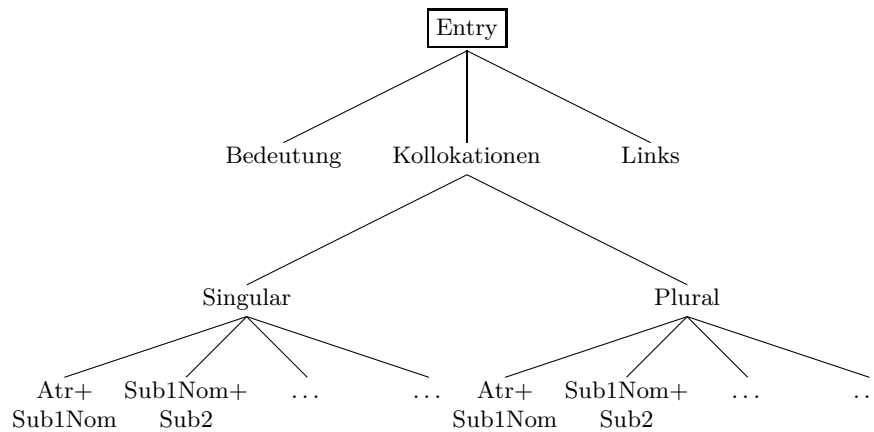 Entry
Bedeutung Kollokationen Links
Singular Plural
Atr+ Sub1Nom+ ... ... Atr+ Sub1Nom+ ... ..
Sub1Nom Sub2 Sub1Nom Sub2